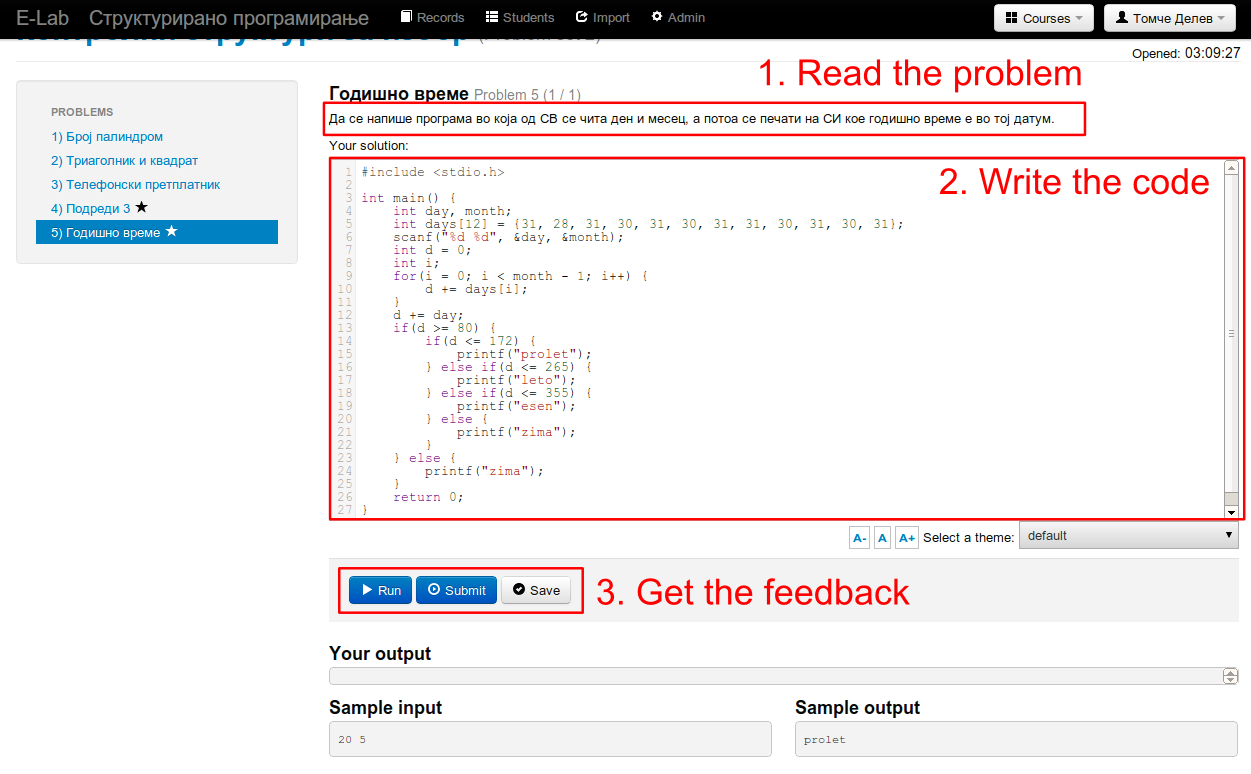 E-Lab Структурирано програмирање Records Students Import Admin Courses Томче Делев
Opened: 03:09:27
1. Read the problem
PROBLEMS
1) Број палиндром
2) Триаголник и квадрат
3) Телефонски претплатник
4) Подреди 3 ★
5) Годишно време ★
Годишно време Problem 5 (1 / 1)
Да се напише програма во која од СВ се чита ден и месец, а потоа се печати на СИ кое годишно време е во тој датум.
Your solution:
2. Write the code
1 #include <stdio.h>
2
3 int main() {
4     int day, month;
5     int days[12] = {31, 28, 31, 30, 31, 30, 31, 31, 30, 31, 30, 31};
6     scanf("%d %d", &day, &month);
7     int d = 0;
8     int i;
9     for(i = 0; i < month - 1; i++) {
10         d += days[i];
11     }
12     d += day;
13     if(d >= 80) {
14         if(d <= 172) {
15             printf("prolet");
16         } else if(d <= 265) {
17             printf("leto");
18         } else if(d <= 355) {
19             printf("esen");
20         } else {
21             printf("zima");
22         }
23     } else {
24         printf("zima");
25     }
26     return 0;
27 }
A- A A+ Select a theme: default
Run Submit Save
3. Get the feedback
Your output
Sample input
20 5
Sample output
prolet